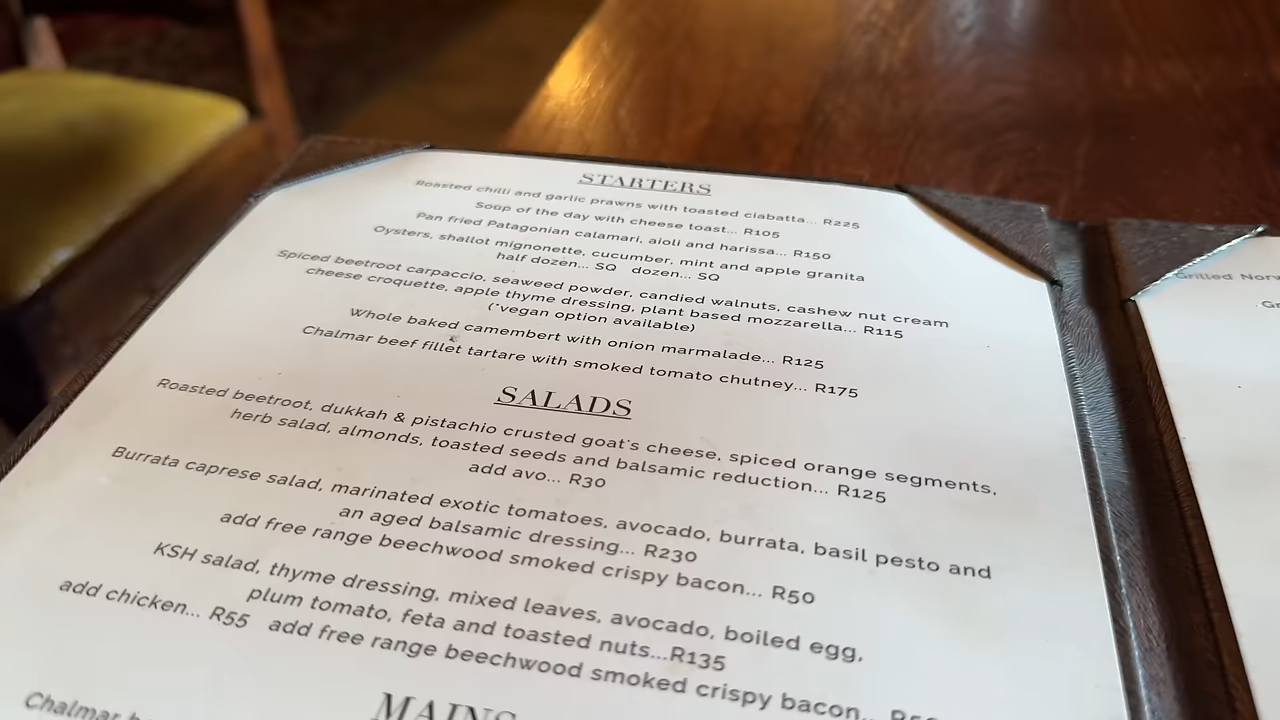 STARTERS
Roasted chilli and garlic prawns with toasted ciabatta... R225
Soup of the day with cheese toast... R105
Pan fried Patagonian calamari, aioli and harissa... R150
Oysters, shallot mignonette, cucumber, mint and apple granita
half dozen... SQ dozen... SQ
Spiced beetroot carpaccio, seaweed powder, candied walnuts, cashew nut cream
cheese croquette, apple thyme dressing, plant based mozzarella... R115
(*vegan option available)
Whole baked camembert with onion marmalade... R125
Chalmar beef fillet tartare with smoked tomato chutney... R175
SALADS
Roasted beetroot, dukkah & pistachio crusted goat's cheese, spiced orange segments,
herb salad, almonds, toasted seeds and balsamic reduction... R125
add avo... R30
Burrata caprese salad, marinated exotic tomatoes, avocado, burrata, basil pesto and
an aged balsamic dressing... R230
add free range beechwood smoked crispy bacon... R50
KSH salad, thyme dressing, mixed leaves, avocado, boiled egg,
plum tomato, feta and toasted nuts...R135
add chicken... R55 add free range beechwood smoked crispy bacon...
MAINS
Chalmar
Grilled